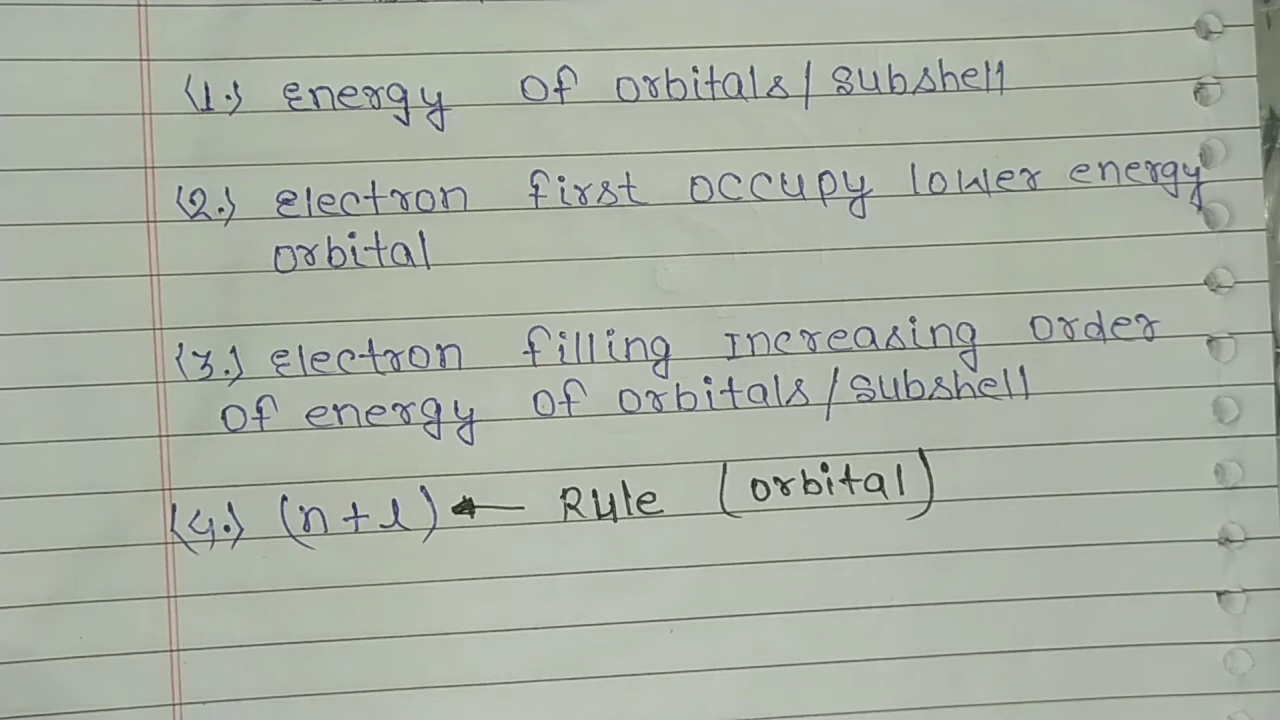 (1.) energy of orbitals/subshell
(2.) electron first occupy lower energy
orbital
(3.) electron filling increasing order
of energy of orbitals/subshell
(4.) (n+l) ← Rule (orbital)